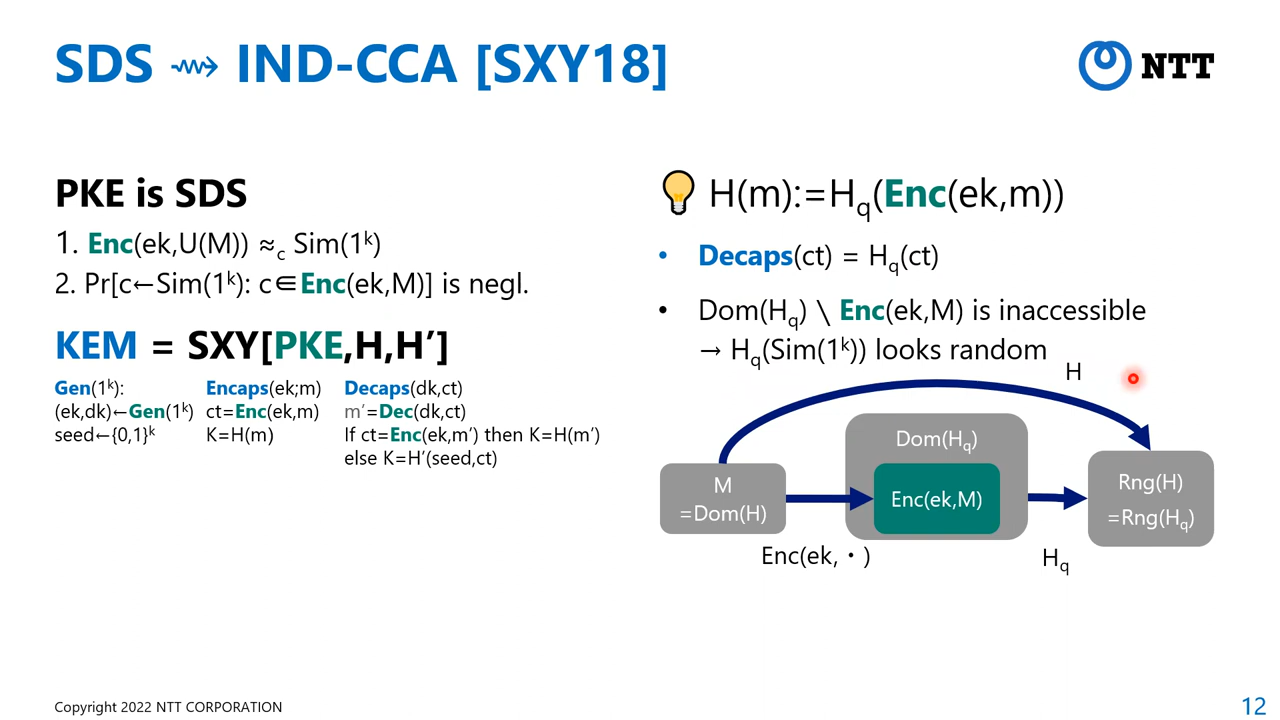 SDS ⇝ IND-CCA [SXY18]
NTT
PKE is SDS
1. Enc(ek,U(M)) ≈c Sim(1ᵏ)
2. Pr[c←Sim(1ᵏ): c∈Enc(ek,M)] is negl.
KEM = SXY[PKE,H,H’]
Gen(1ᵏ):
(ek,dk)←Gen(1ᵏ)
seed←{0,1}ᵏ
Encaps(ek;m)
ct=Enc(ek,m)
K=H(m)
Decaps(dk,ct)
m’=Dec(dk,ct)
If ct=Enc(ek,m’) then K=H(m’)
else K=H’(seed,ct)
H(m):=Hq(Enc(ek,m))
• Decaps(ct) = Hq(ct)
• Dom(Hq) \ Enc(ek,M) is inaccessible
→ Hq(Sim(1ᵏ)) looks random
H
Dom(Hq)
M
=Dom(H)
Enc(ek,M)
Rng(H)
=Rng(Hq)
Enc(ek,・)
Hq
Copyright 2022 NTT CORPORATION
12